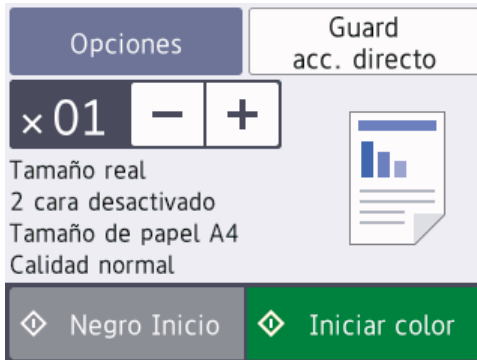 Opciones
Guard
acc. directo
×01 − +
Tamaño real
2 cara desactivado
Tamaño de papel A4
Calidad normal
Negro Inicio
Iniciar color